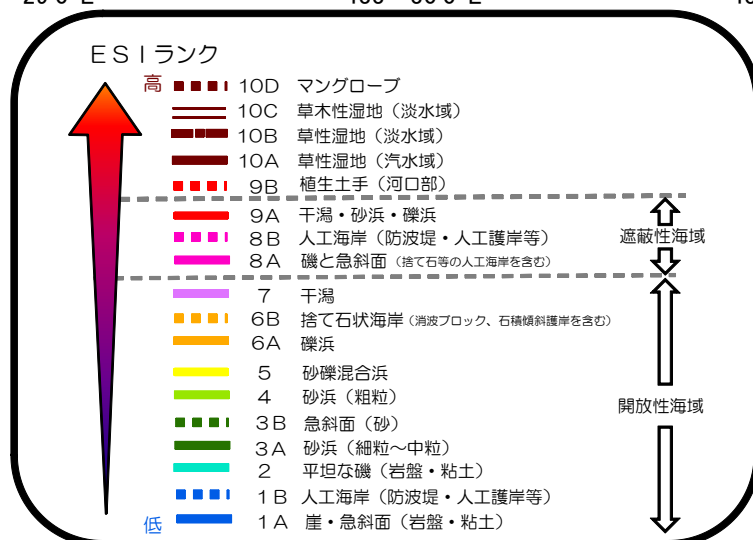 ESIランク
高
10D マングローブ
10C 草木性湿地（淡水域）
10B 草性湿地（淡水域）
10A 草性湿地（汽水域）
9B 植生土手（河口部）
9A 干潟・砂浜・礫浜
8B 人工海岸（防波堤・人工護岸等）
遮蔽性海域
8A 磯と急斜面（捨て石等の人工海岸を含む）
7 干潟
6B 捨て石状海岸（消波ブロック、石積傾斜護岸を含む）
6A 礫浜
5 砂礫混合浜
4 砂浜（粗粒）
開放性海域
3B 急斜面（砂）
3A 砂浜（細粒～中粒）
2 平坦な磯（岩盤・粘土）
1B 人工海岸（防波堤・人工護岸等）
低
1A 崖・急斜面（岩盤・粘土）